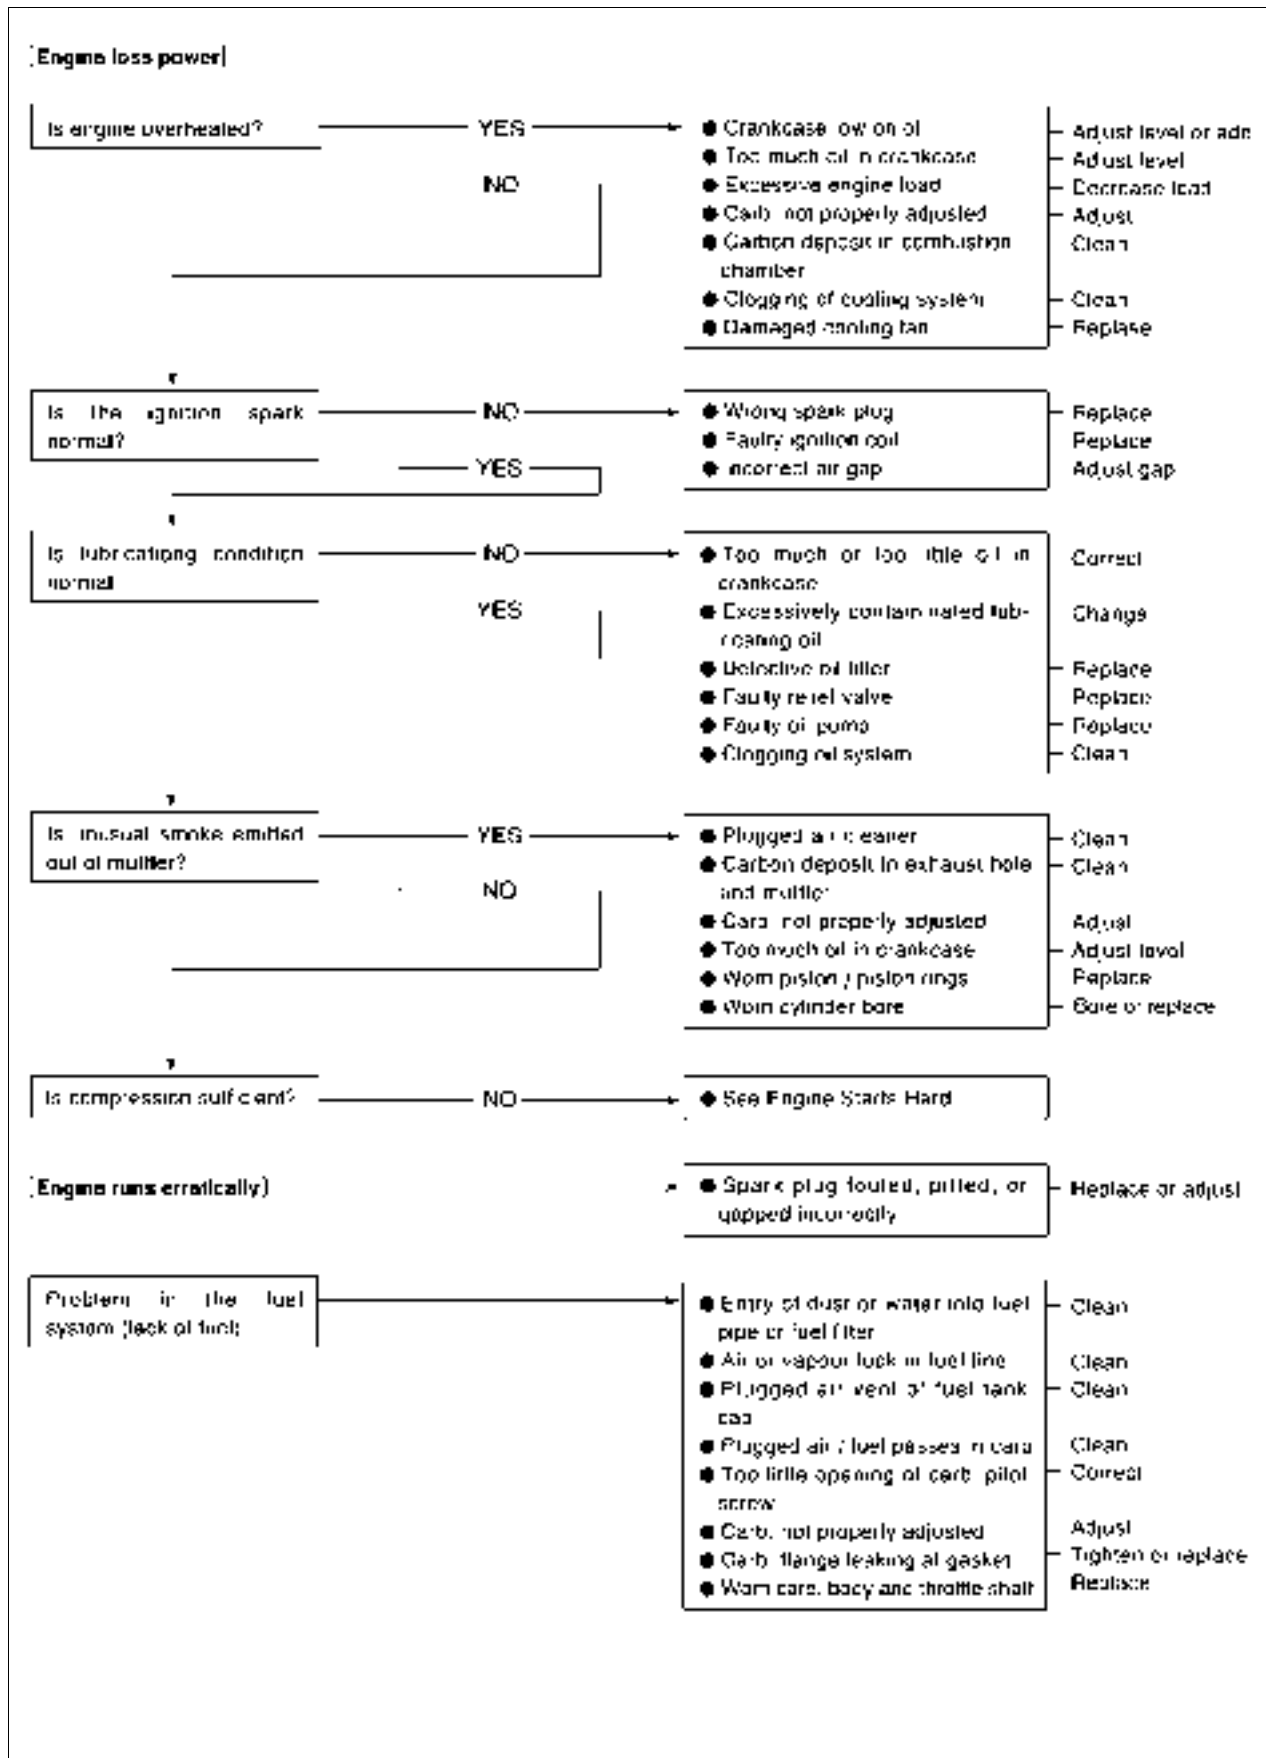 [Engine loss power]
Is engine overheated?
YES
NO
● Crankcase low on oil
Adjust level or add
● Too much oil in crankcase
Adjust level
● Excessive engine load
Decrease load
● Carb. not properly adjusted
Adjust
● Carbon deposit in combustion
chamber
Clean
● Clogging of cooling system
Clean
● Damaged cooling fan
Replase
Is the ignition spark
normal?
NO
YES
● Wrong spark plug
Replace
● Faulty ignition coil
Replace
● Incorrect air gap
Adjust gap
Is lubricationg condition
normal
NO
YES
● Too much or too little oil in
crankcase
Correct
● Excessively contaminated lub-
ricating oil
Change
● Defective oil filter
Replace
● Faulty relief valve
Replace
● Faulty oil pump
Replace
● Clogging oil system
Clean
Is unusual smoke emitted
out of muffler?
YES
NO
● Plugged air cleaner
Clean
● Carbon deposit in exhaust hole
and muffler
Clean
● Carb. not properly adjusted
Adjust
● Too much oil in crankcase
Adjust level
● Worn piston / piston rings
Replace
● Worn cylinder bore
Bore or replace
Is compression sufficient?
NO
● See Engine Starts Hard
[Engine runs erratically]
● Spark plug fouled, pitted, or
gapped incorrectly
Replace or adjust
Problem in the fuel
system (lack of fuel)
● Entry of dust or water into fuel
pipe or fuel filter
Clean
● Air or vapour lock in fuel line
Clean
● Plugged air vent of fuel tank
cap
Clean
● Plugged air / fuel passes in carb
Clean
● Too little opening of carb. pilot
screw
Correct
● Carb. not properly adjusted
Adjust
● Carb. flange leaking at gasket
Tighten or replace
● Worn carb. body and throttle shaft
Replace